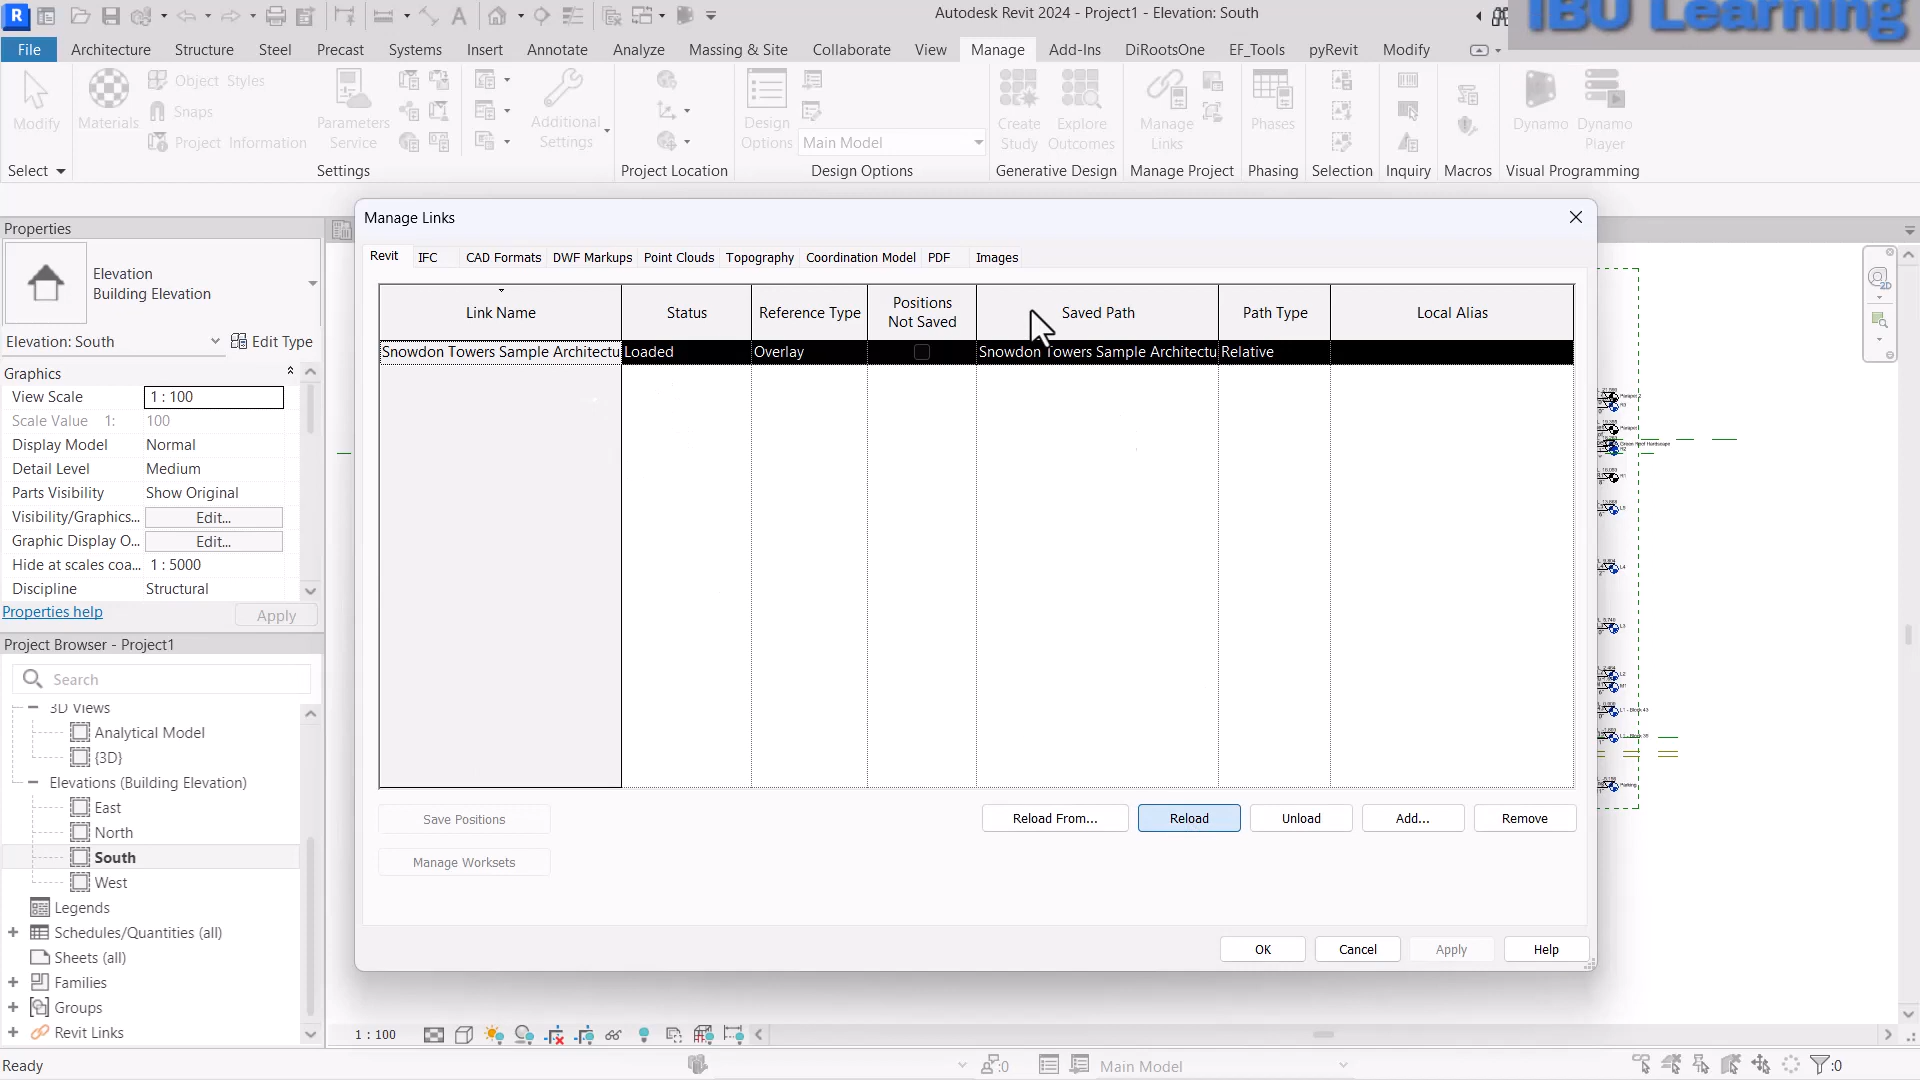 Autodesk Revit 2024 - Project1 - Elevation: South
IBU Learning
File Architecture Structure Steel Precast Systems Insert Annotate Analyze Massing & Site Collaborate View Manage Add-Ins DiRootsOne EF_Tools pyRevit Modify
Modify
Materials
Object Styles
Snaps
Project Information
Parameters Service
Additional Settings
Design Options
Main Model
Create Study
Explore Outcomes
Manage Links
Phases
Dynamo
Dynamo Player
Select Settings Project Location Design Options Generative Design Manage Project Phasing Selection Inquiry Macros Visual Programming
Properties
Elevation
Building Elevation
Elevation: South Edit Type
Graphics
View Scale 1 : 100
Scale Value 1: 100
Display Model Normal
Detail Level Medium
Parts Visibility Show Original
Visibility/Graphics... Edit...
Graphic Display O... Edit...
Hide at scales coa... 1 : 5000
Discipline Structural
Properties help Apply
Project Browser - Project1
Search
3D Views
Analytical Model
{3D}
Elevations (Building Elevation)
East
North
South
West
Legends
Schedules/Quantities (all)
Sheets (all)
Families
Groups
Revit Links
Manage Links
Revit IFC CAD Formats DWF Markups Point Clouds Topography Coordination Model PDF Images
Link Name Status Reference Type Positions Not Saved Saved Path Path Type Local Alias
Snowdon Towers Sample Architectu Loaded Overlay Snowdon Towers Sample Architectu Relative
Save Positions Reload From... Reload Unload Add... Remove
Manage Worksets
OK Cancel Apply Help
1 : 100
Ready :0 Main Model :0